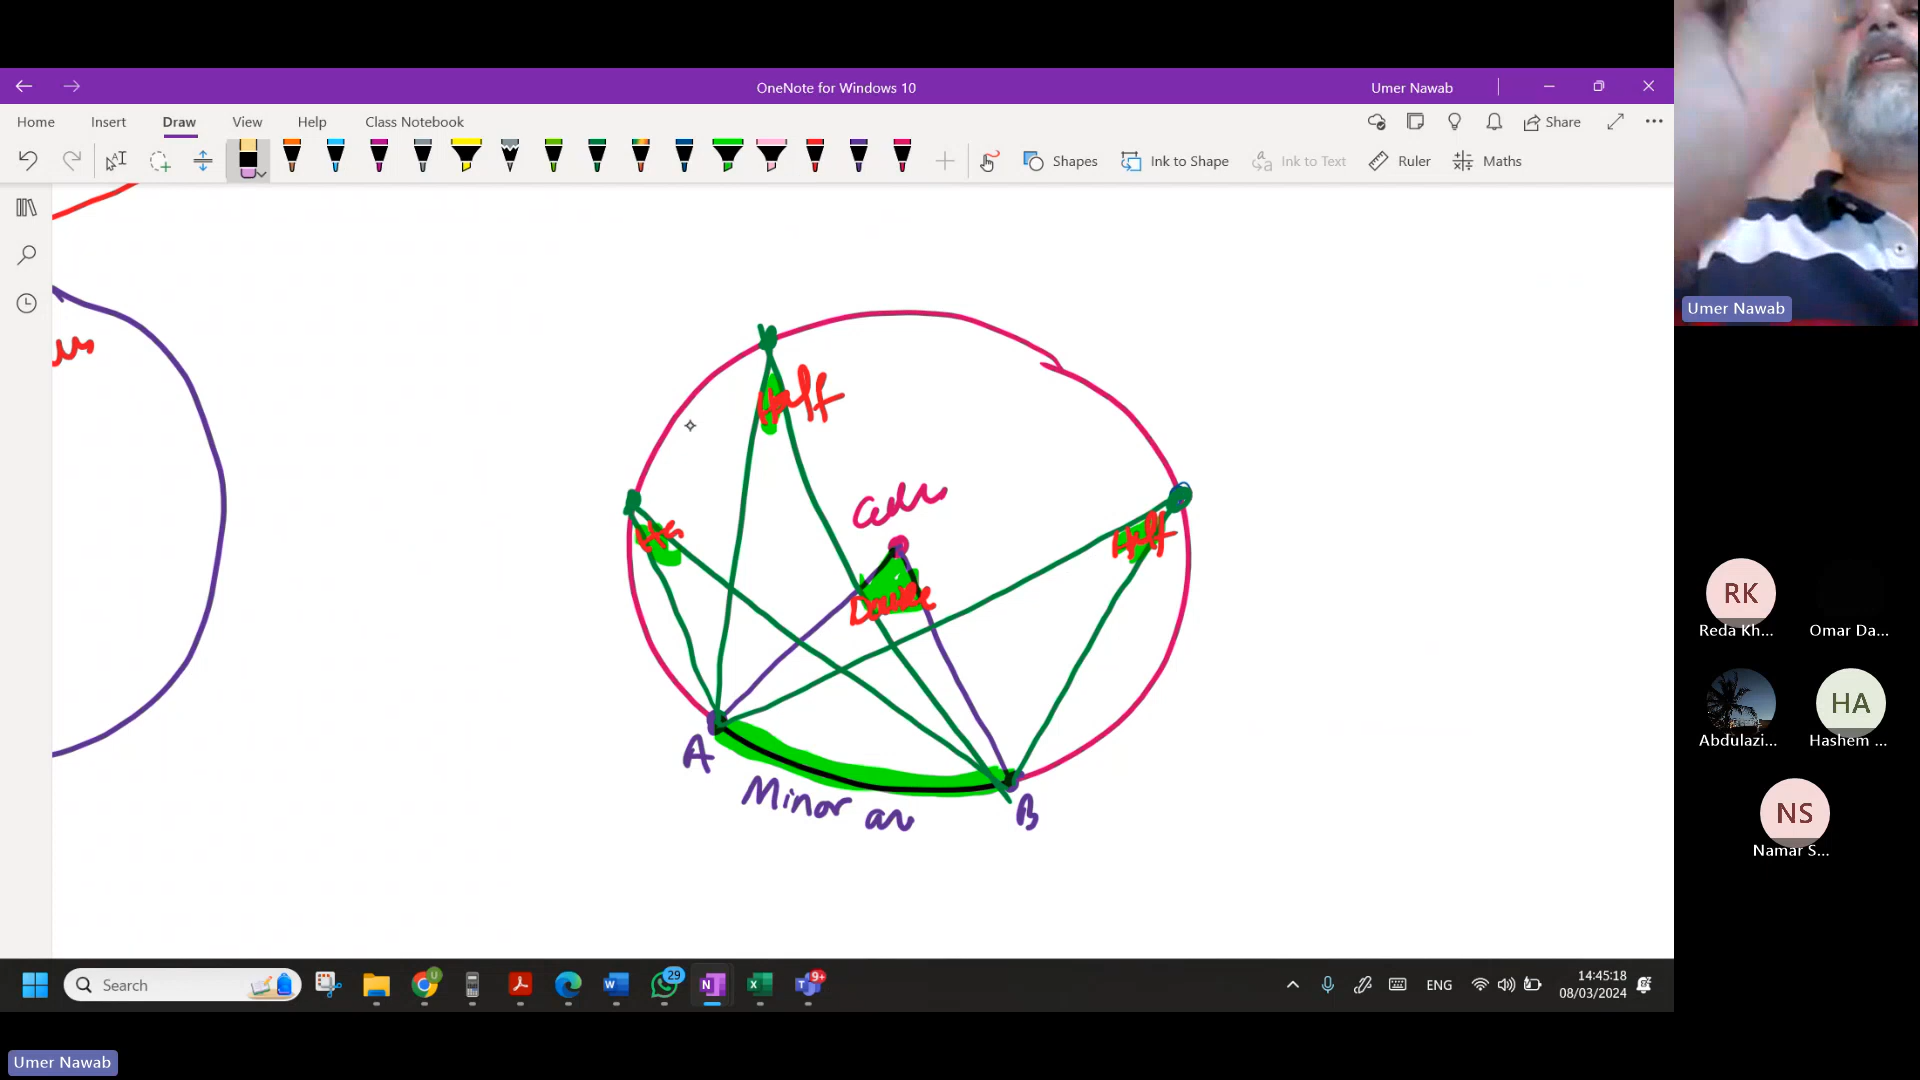 OneNote for Windows 10
Umer Nawab
Home Insert Draw View Help Class Notebook
Share
Shapes Ink to Shape Ink to Text Ruler Maths
Umer Nawab
Half
Half
Double
A
Minor arc
B
RK
Reda Kh...
Omar Da...
Abdulazi...
HA
Hashem ...
NS
Namar S...
Search
U
29
9+
ENG
14:45:18
08/03/2024
Umer Nawab